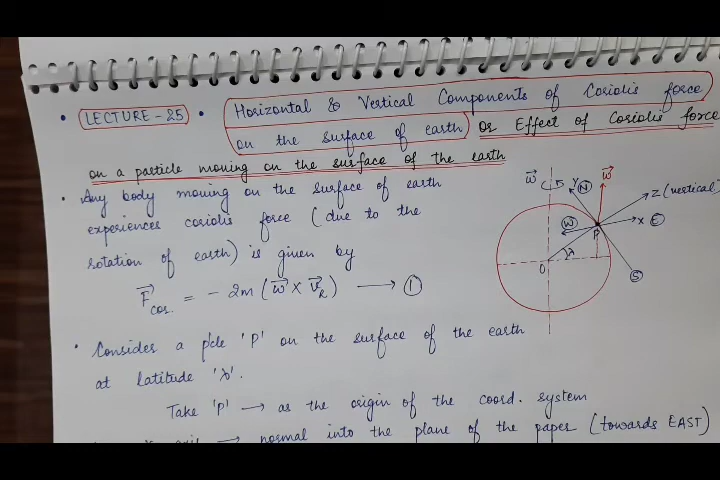 • LECTURE - 25 • Horizontal & Vertical Components of Coriolis force
on the surface of earth or Effect of Coriolis force
on a particle moving on the surface of the earth
• Any body moving on the surface of earth
experiences coriolis force (due to the
rotation of earth) is given by
F⃗cos. = - 2m (ω⃗ × v⃗R) ⟶ ①
• Consider a p'cle 'P' on the surface of the earth
at latitude 'λ'.
Take 'P' ⟶ as the origin of the coord. system
axis ⟶ normal into the plane of the paper (towards EAST)
ω⃗
Y N
ω⃗
Z (vertical)
W
X E
P
O
λ
S